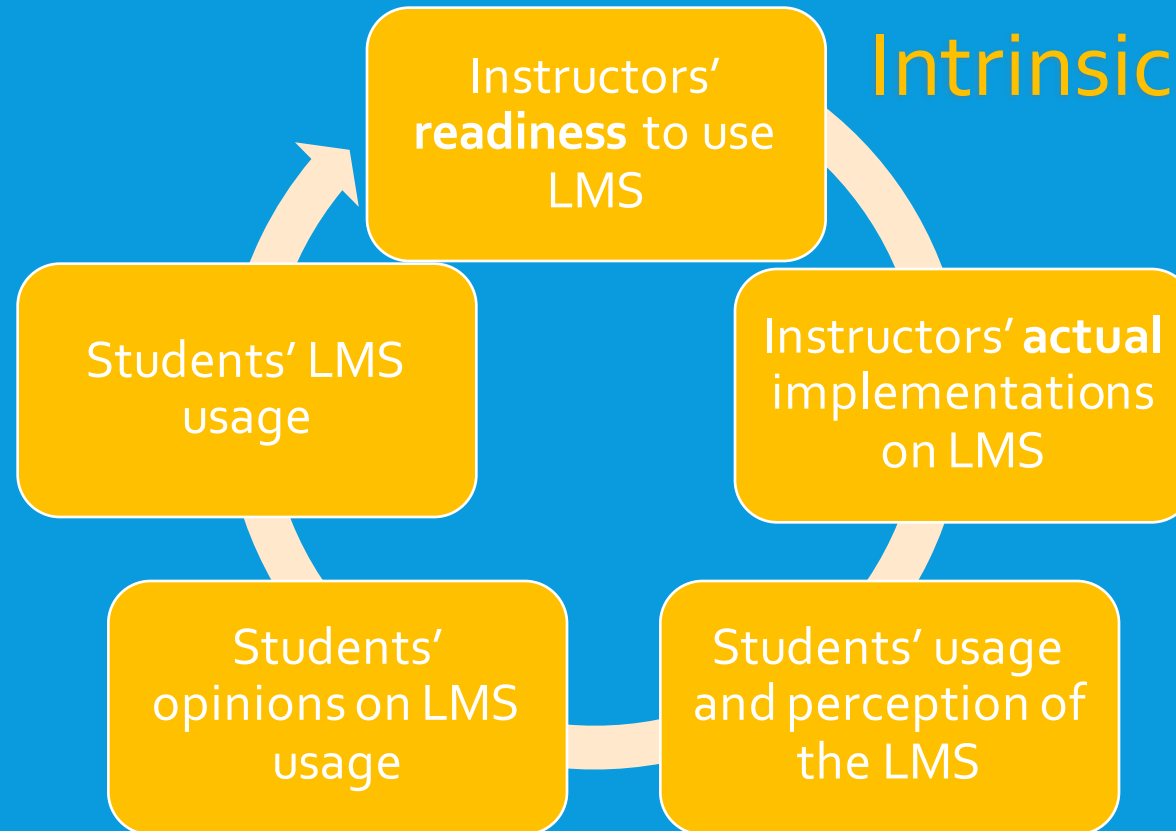 Intrinsic
Instructors’
readiness to use
LMS
Instructors’ actual
implementations
on LMS
Students’ usage
and perception of
the LMS
Students’
opinions on LMS
usage
Students’ LMS
usage